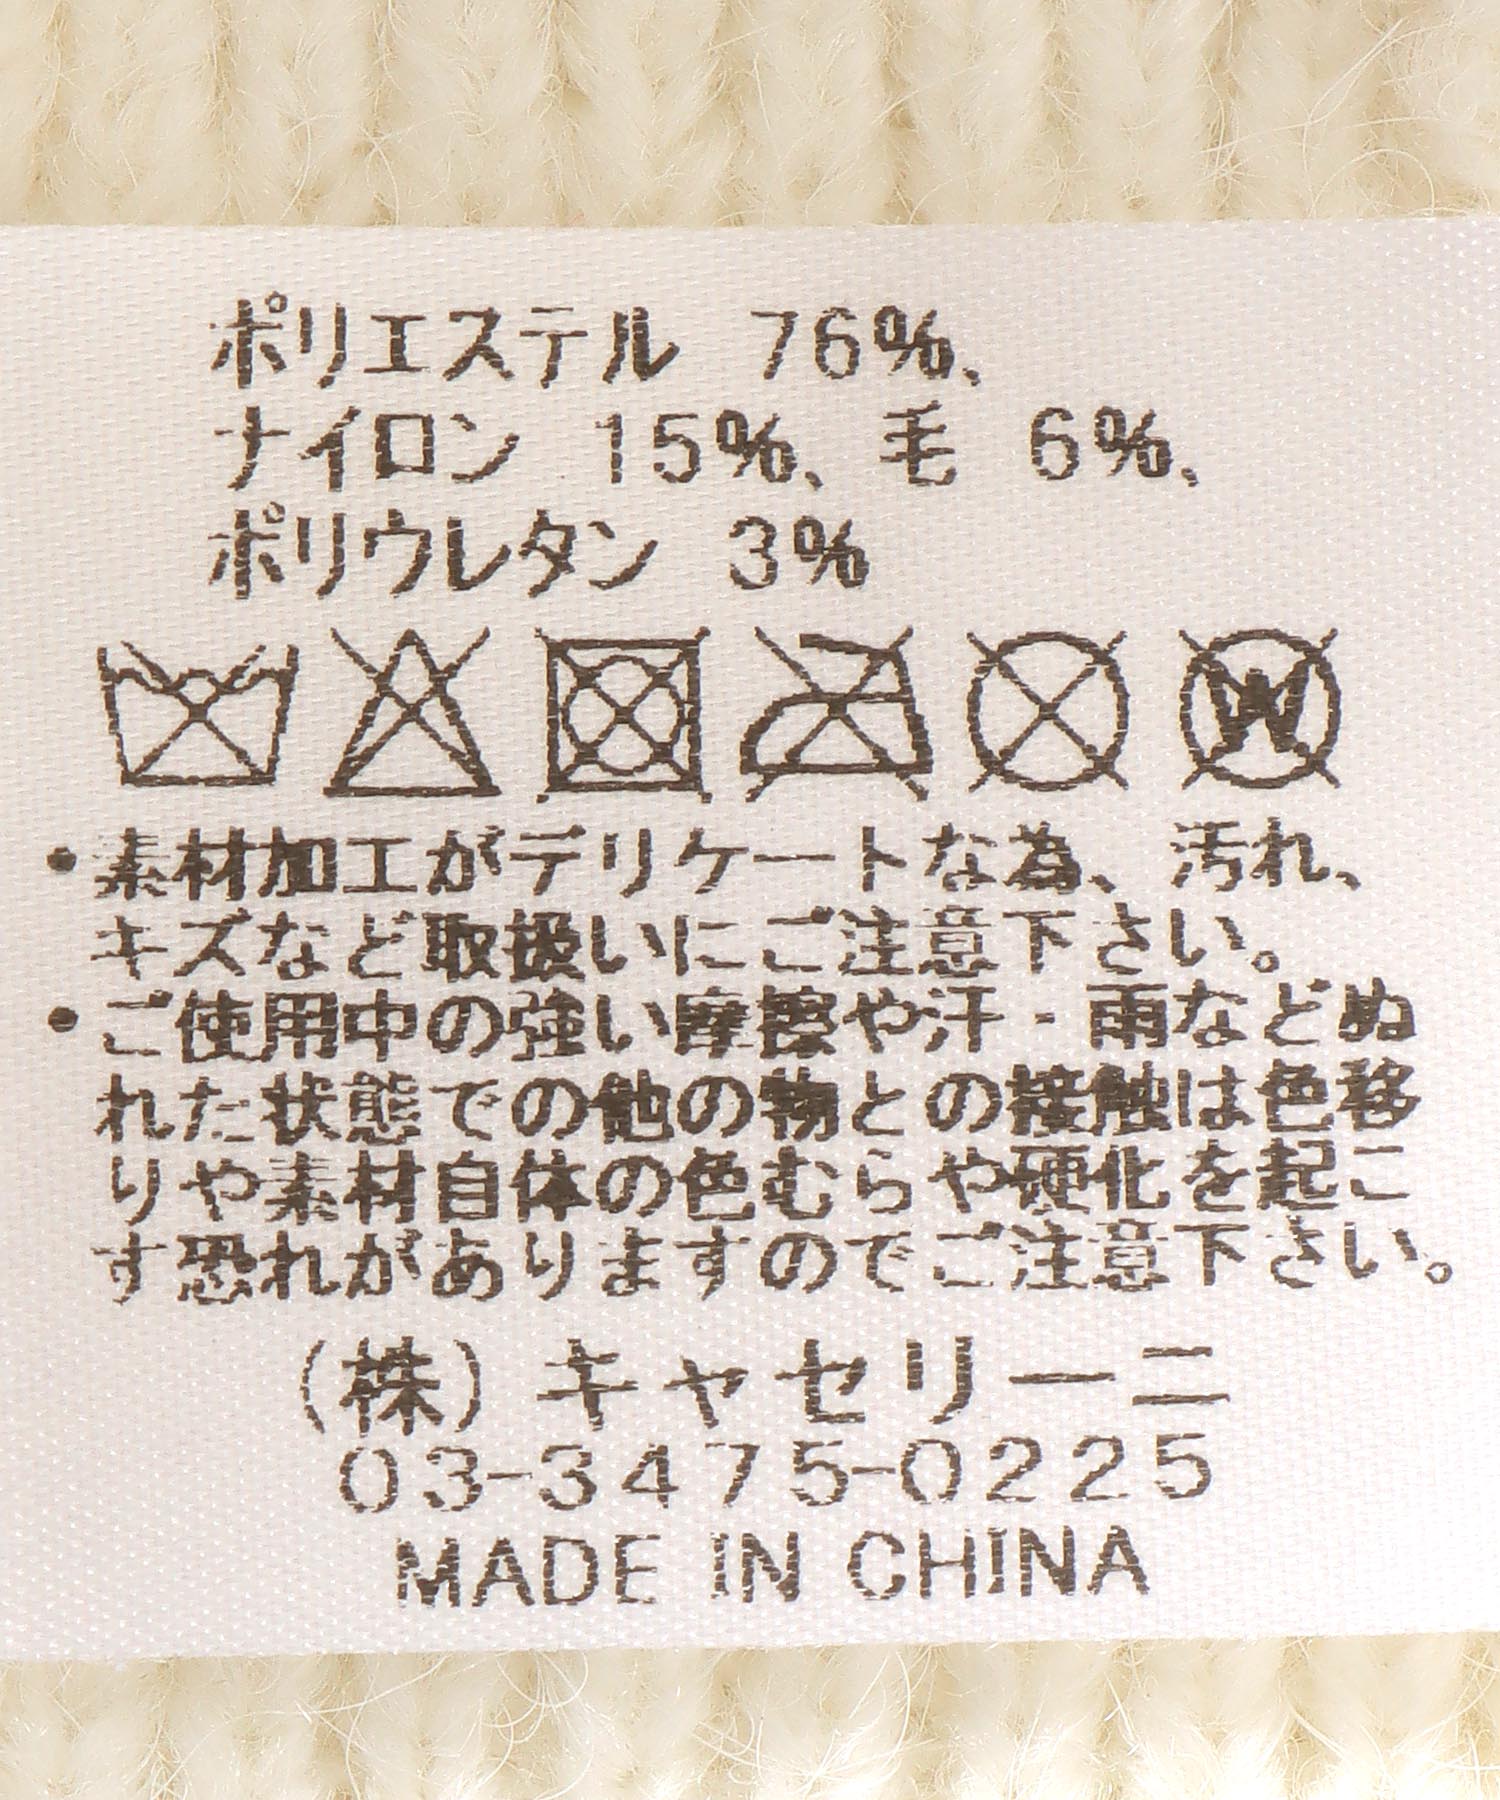 ポリエステル 76%、
ナイロン 15%、毛 6%、
ポリウレタン 3%
W
・素材加工がデリケートな為、汚れ、
キズなど取扱いにご注意下さい。
・ご使用中の強い摩擦や汗・雨などぬ
れた状態での他の物との接触は色移
りや素材自体の色むらや硬化を起こ
す恐れがありますのでご注意下さい。
(株)キャセリーニ
03-3475-0225
MADE IN CHINA